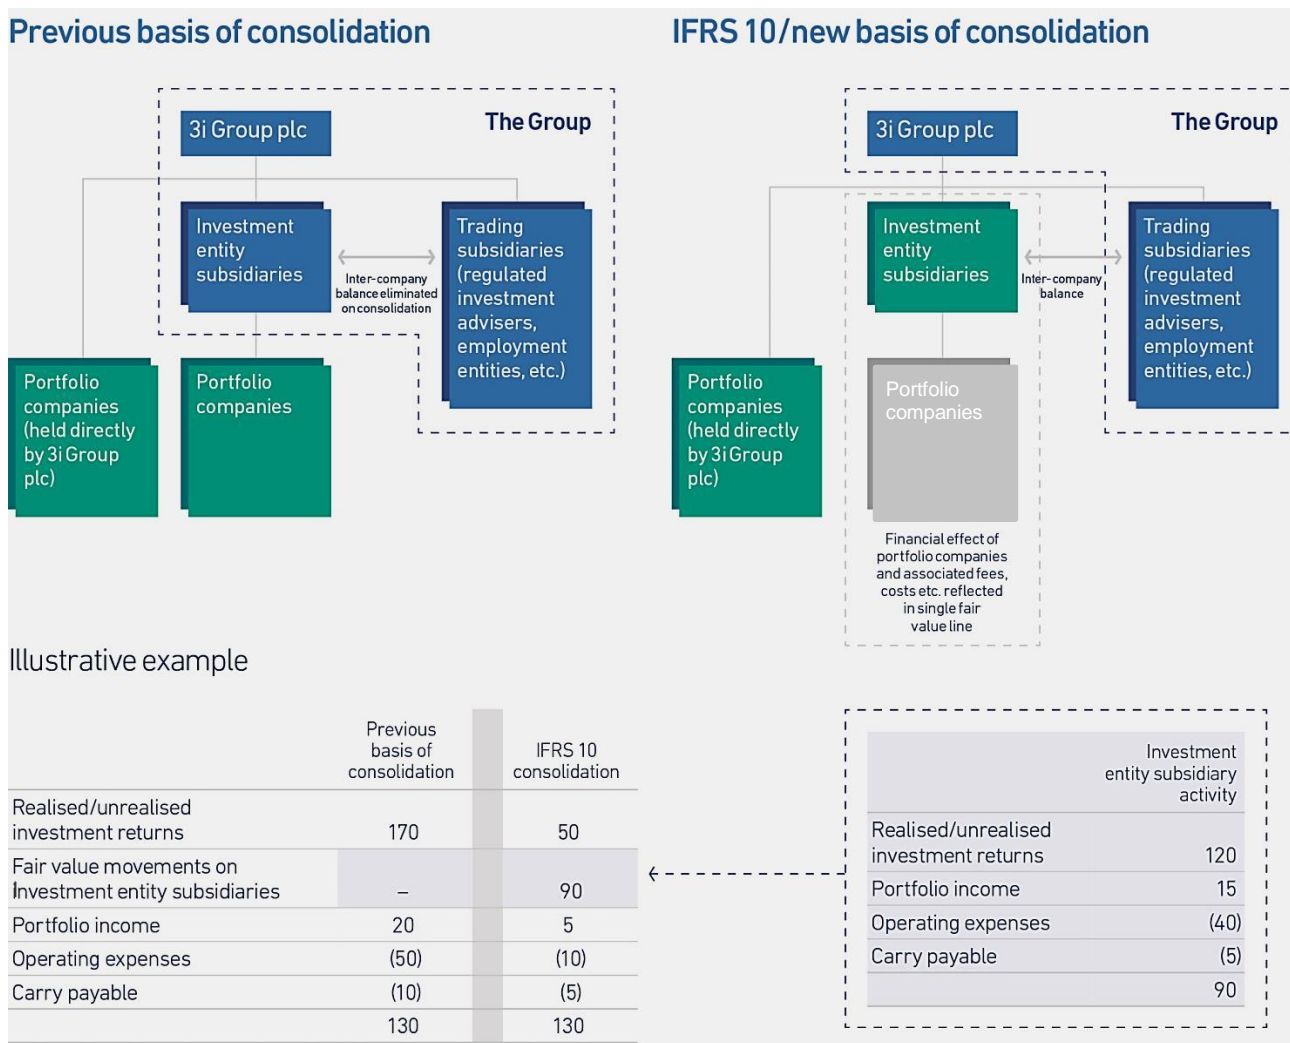 Previous basis of consolidation
The Group
3i Group plc
Investment
entity
subsidiaries
Inter-company
balance eliminated
on consolidation
Trading
subsidiaries
(regulated
investment
advisers,
employment
entities, etc.)
Portfolio
companies
(held directly
by 3i Group
plc)
Portfolio
companies
IFRS 10/new basis of consolidation
The Group
3i Group plc
Investment
entity
subsidiaries
Inter-company
balance
Trading
subsidiaries
(regulated
investment
advisers,
employment
entities, etc.)
Portfolio
companies
(held directly
by 3i Group
plc)
Portfolio
companies
Financial effect of
portfolio companies
and associated fees,
costs etc. reflected
in single fair
value line
Illustrative example
Previous
basis of
consolidation
IFRS 10
consolidation
Realised/unrealised
investment returns 170 50
Fair value movements on
Investment entity subsidiaries – 90
Portfolio income 20 5
Operating expenses (50) (10)
Carry payable (10) (5)
130 130
Investment
entity subsidiary
activity
Realised/unrealised
investment returns 120
Portfolio income 15
Operating expenses (40)
Carry payable (5)
90